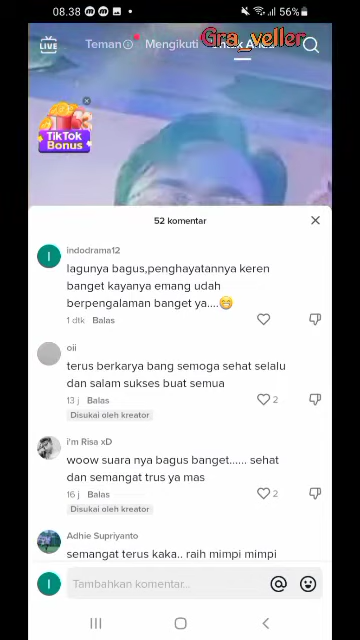 08.38
56%
LIVE
Teman
Mengikuti
Gra_veller
TikTok
Bonus
52 komentar
indodrama12
lagunya bagus,penghayatannya keren
banget kayanya emang udah
berpengalaman banget ya....😁
1 dtk Balas
oii
terus berkarya bang semoga sehat selalu
dan salam sukses buat semua
13 j Balas
2
Disukai oleh kreator
i'm Risa xD
woow suara nya bagus banget...... sehat
dan semangat trus ya mas
16 j Balas
2
Disukai oleh kreator
Adhie Supriyanto
semangat terus kaka.. raih mimpi mimpi
I
Tambahkan komentar...